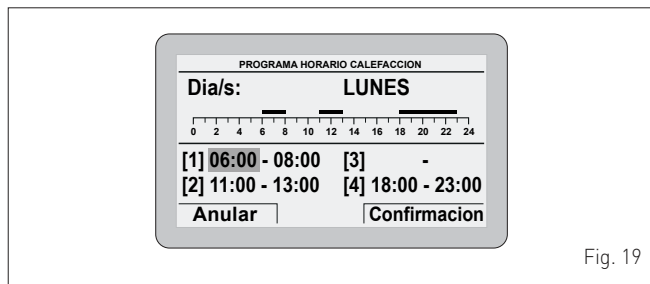 PROGRAMA HORARIO CALEFACCION
Dia/s: LUNES
0 2 4 6 8 10 12 14 16 18 20 22 24
[1] 06:00 - 08:00 [3] -
[2] 11:00 - 13:00 [4] 18:00 - 23:00
Anular Confirmacion
Fig. 19